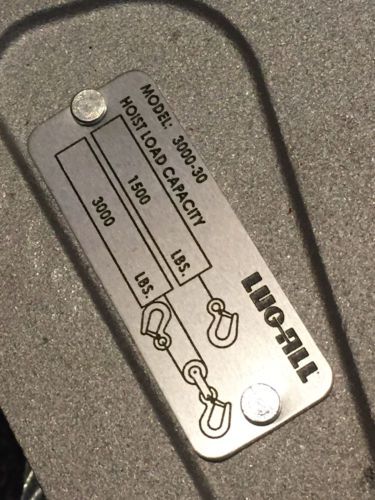 MODEL: 3000-30
HOIST LOAD CAPACITY
1500 LBS.
3000 LBS.
LUG-ALL